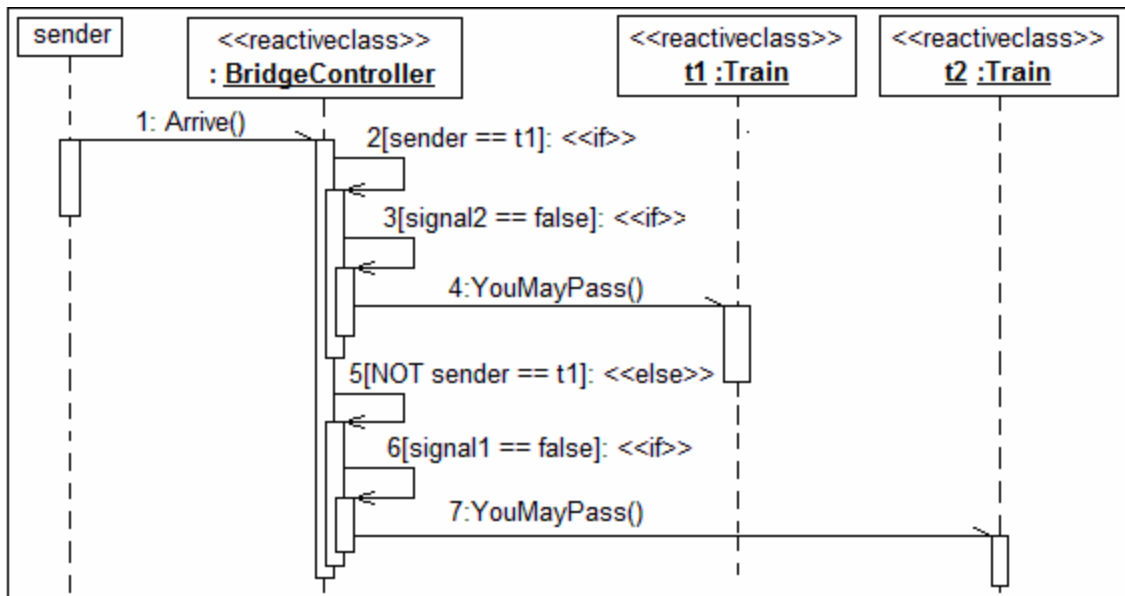 sender
<<reactiveclass>>
: BridgeController
<<reactiveclass>>
t1 :Train
<<reactiveclass>>
t2 :Train
1: Arrive()
2[sender == t1]: <<if>>
3[signal2 == false]: <<if>>
4:YouMayPass()
5[NOT sender == t1]: <<else>>
6[signal1 == false]: <<if>>
7:YouMayPass()